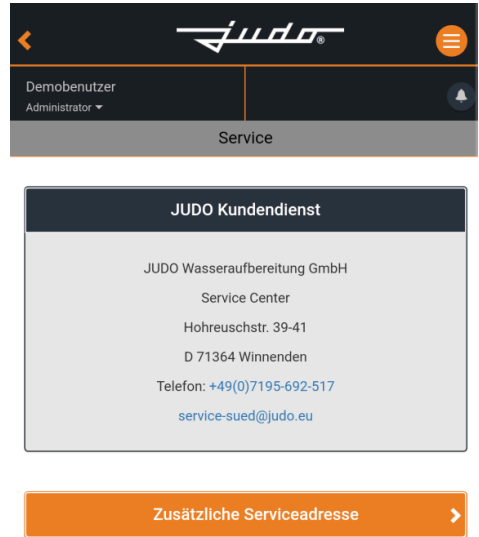 judo®
Demobenutzer
Administrator
Service
JUDO Kundendienst
JUDO Wasseraufbereitung GmbH
Service Center
Hohreuschstr. 39-41
D 71364 Winnenden
Telefon: +49(0)7195-692-517
service-sued@judo.eu
Zusätzliche Serviceadresse